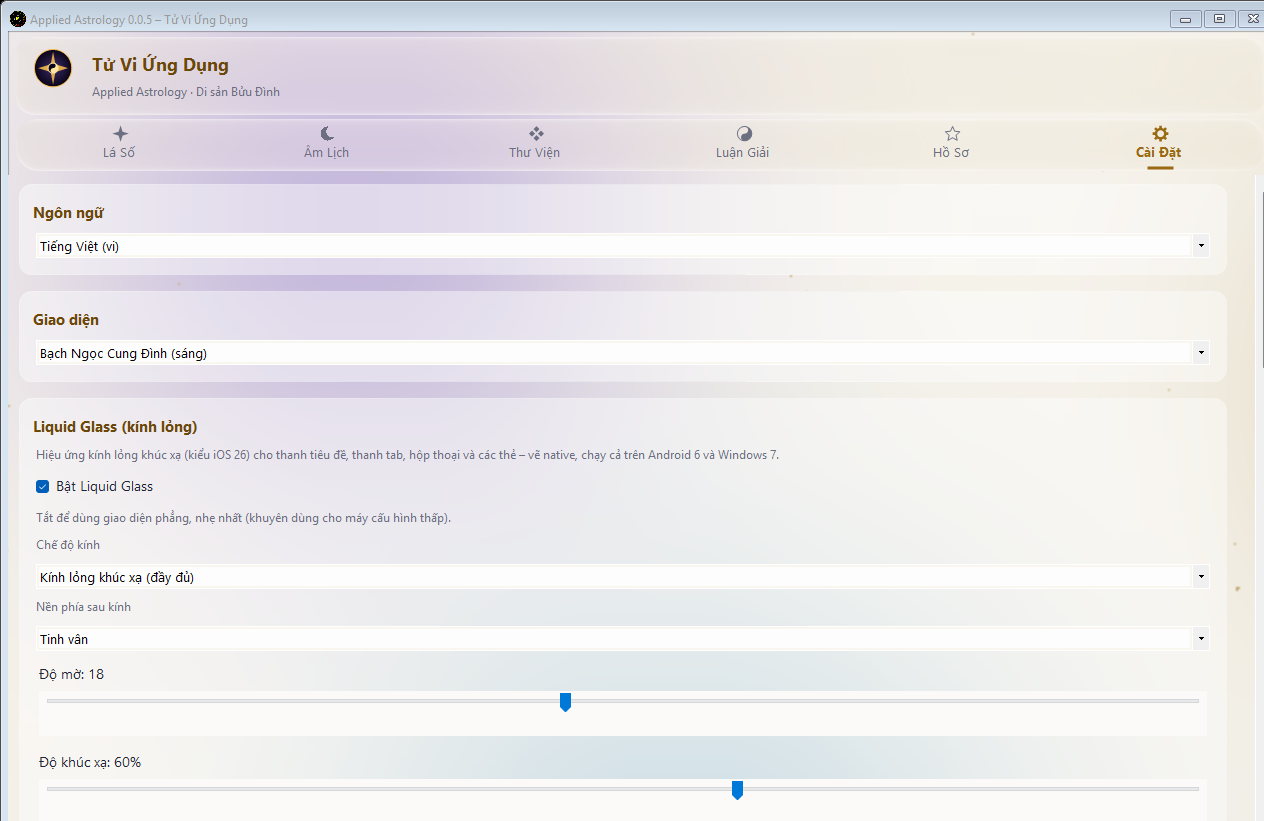 Applied Astrology 0.0.5 – Tử Vi Ứng Dụng
Tử Vi Ứng Dụng
Applied Astrology · Di sản Bửu Đình
Lá Số
Âm Lịch
Thư Viện
Luận Giải
Hồ Sơ
Cài Đặt
Ngôn ngữ
Tiếng Việt (vi)
Giao diện
Bạch Ngọc Cung Đình (sáng)
Liquid Glass (kính lỏng)
Hiệu ứng kính lỏng khúc xạ (kiểu iOS 26) cho thanh tiêu đề, thanh tab, hộp thoại và các thẻ – vẽ native, chạy cả trên Android 6 và Windows 7.
Bật Liquid Glass
Tắt để dùng giao diện phẳng, nhẹ nhất (khuyên dùng cho máy cấu hình thấp).
Chế độ kính
Kính lỏng khúc xạ (đầy đủ)
Nền phía sau kính
Tinh vân
Độ mờ: 18
Độ khúc xạ: 60%